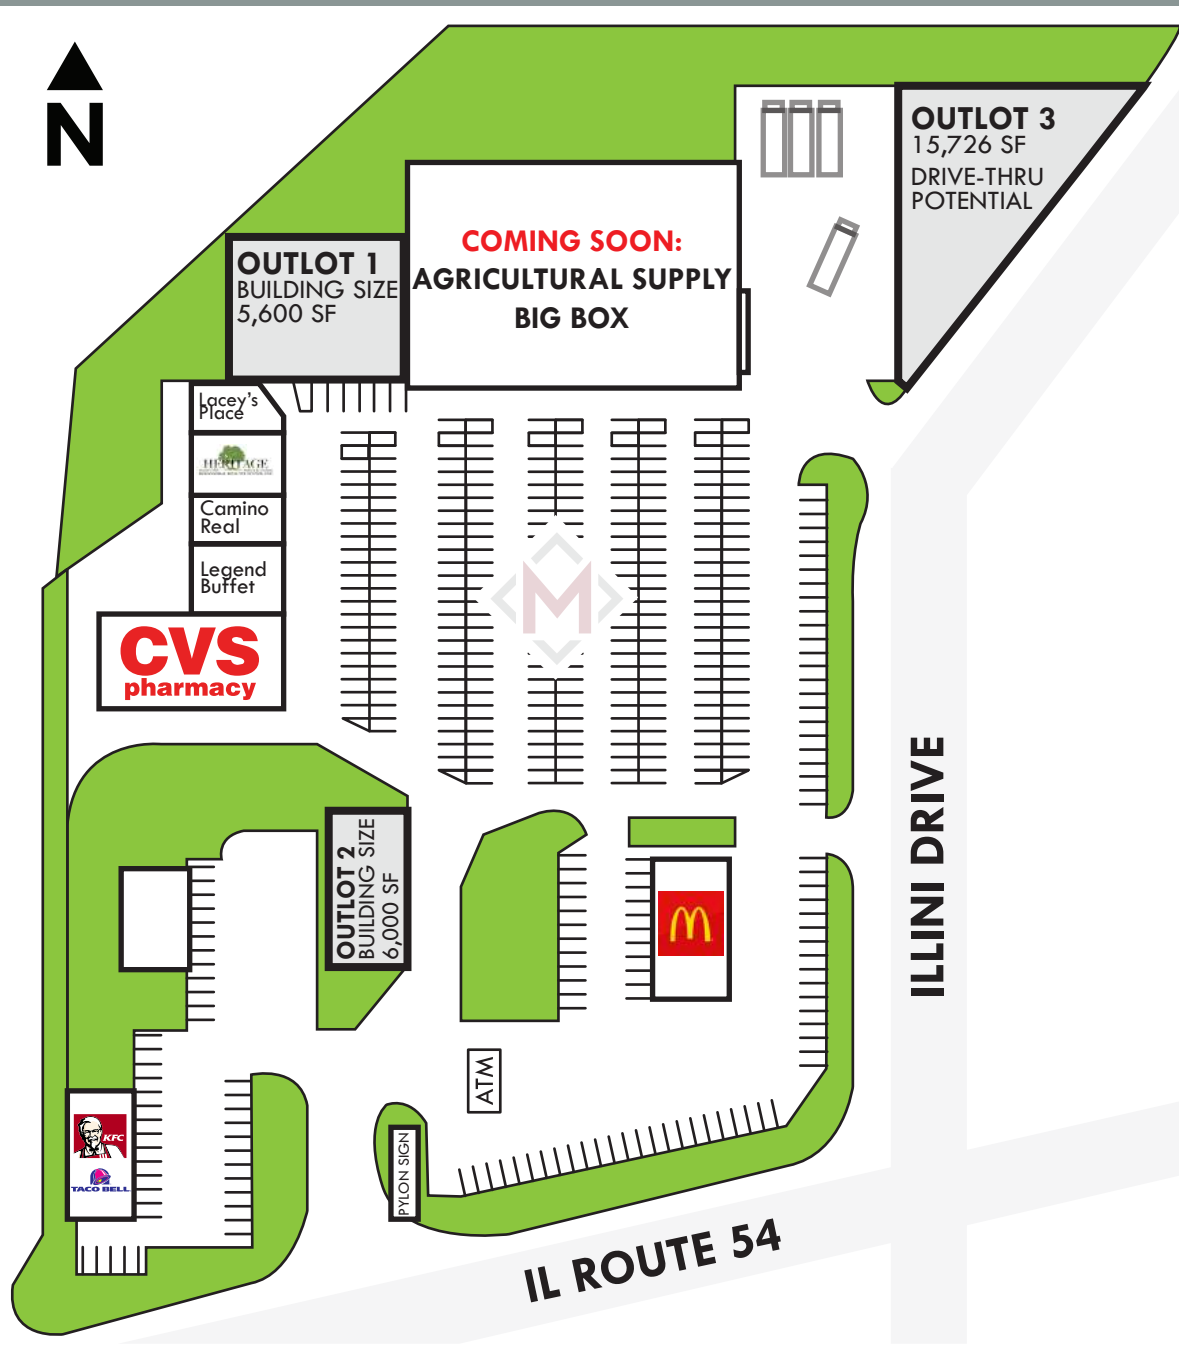 N
OUTLOT 3
15,726 SF
DRIVE-THRU
POTENTIAL
COMING SOON:
AGRICULTURAL SUPPLY
BIG BOX
OUTLOT 1
BUILDING SIZE
5,600 SF
Lacey's
Place
HERITAGE
Camino
Real
Legend
Buffet
CVS
pharmacy
M
ILLINI DRIVE
OUTLOT 2
BUILDING SIZE
6,000 SF
M
ATM
KFC
TACO BELL
PYLON SIGN
IL ROUTE 54